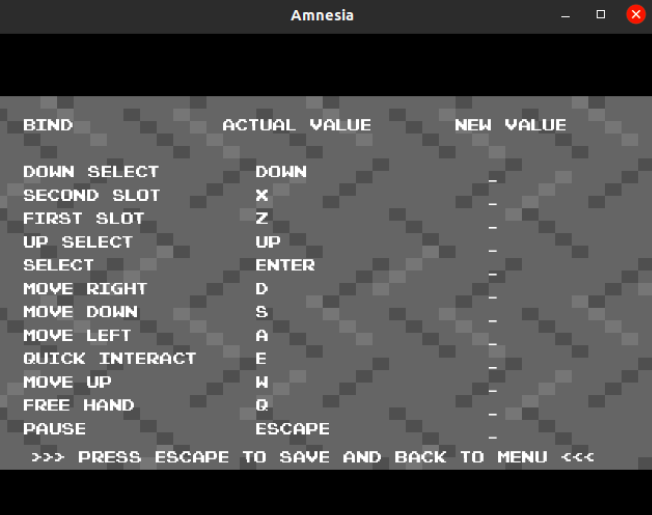 Amnesia
BIND ACTUAL VALUE NEW VALUE
DOWN SELECT DOWN _
SECOND SLOT X _
FIRST SLOT Z _
UP SELECT UP _
SELECT ENTER _
MOVE RIGHT D _
MOVE DOWN S _
MOVE LEFT A _
QUICK INTERACT E _
MOVE UP W _
FREE HAND Q _
PAUSE ESCAPE _
>>> PRESS ESCAPE TO SAVE AND BACK TO MENU <<<